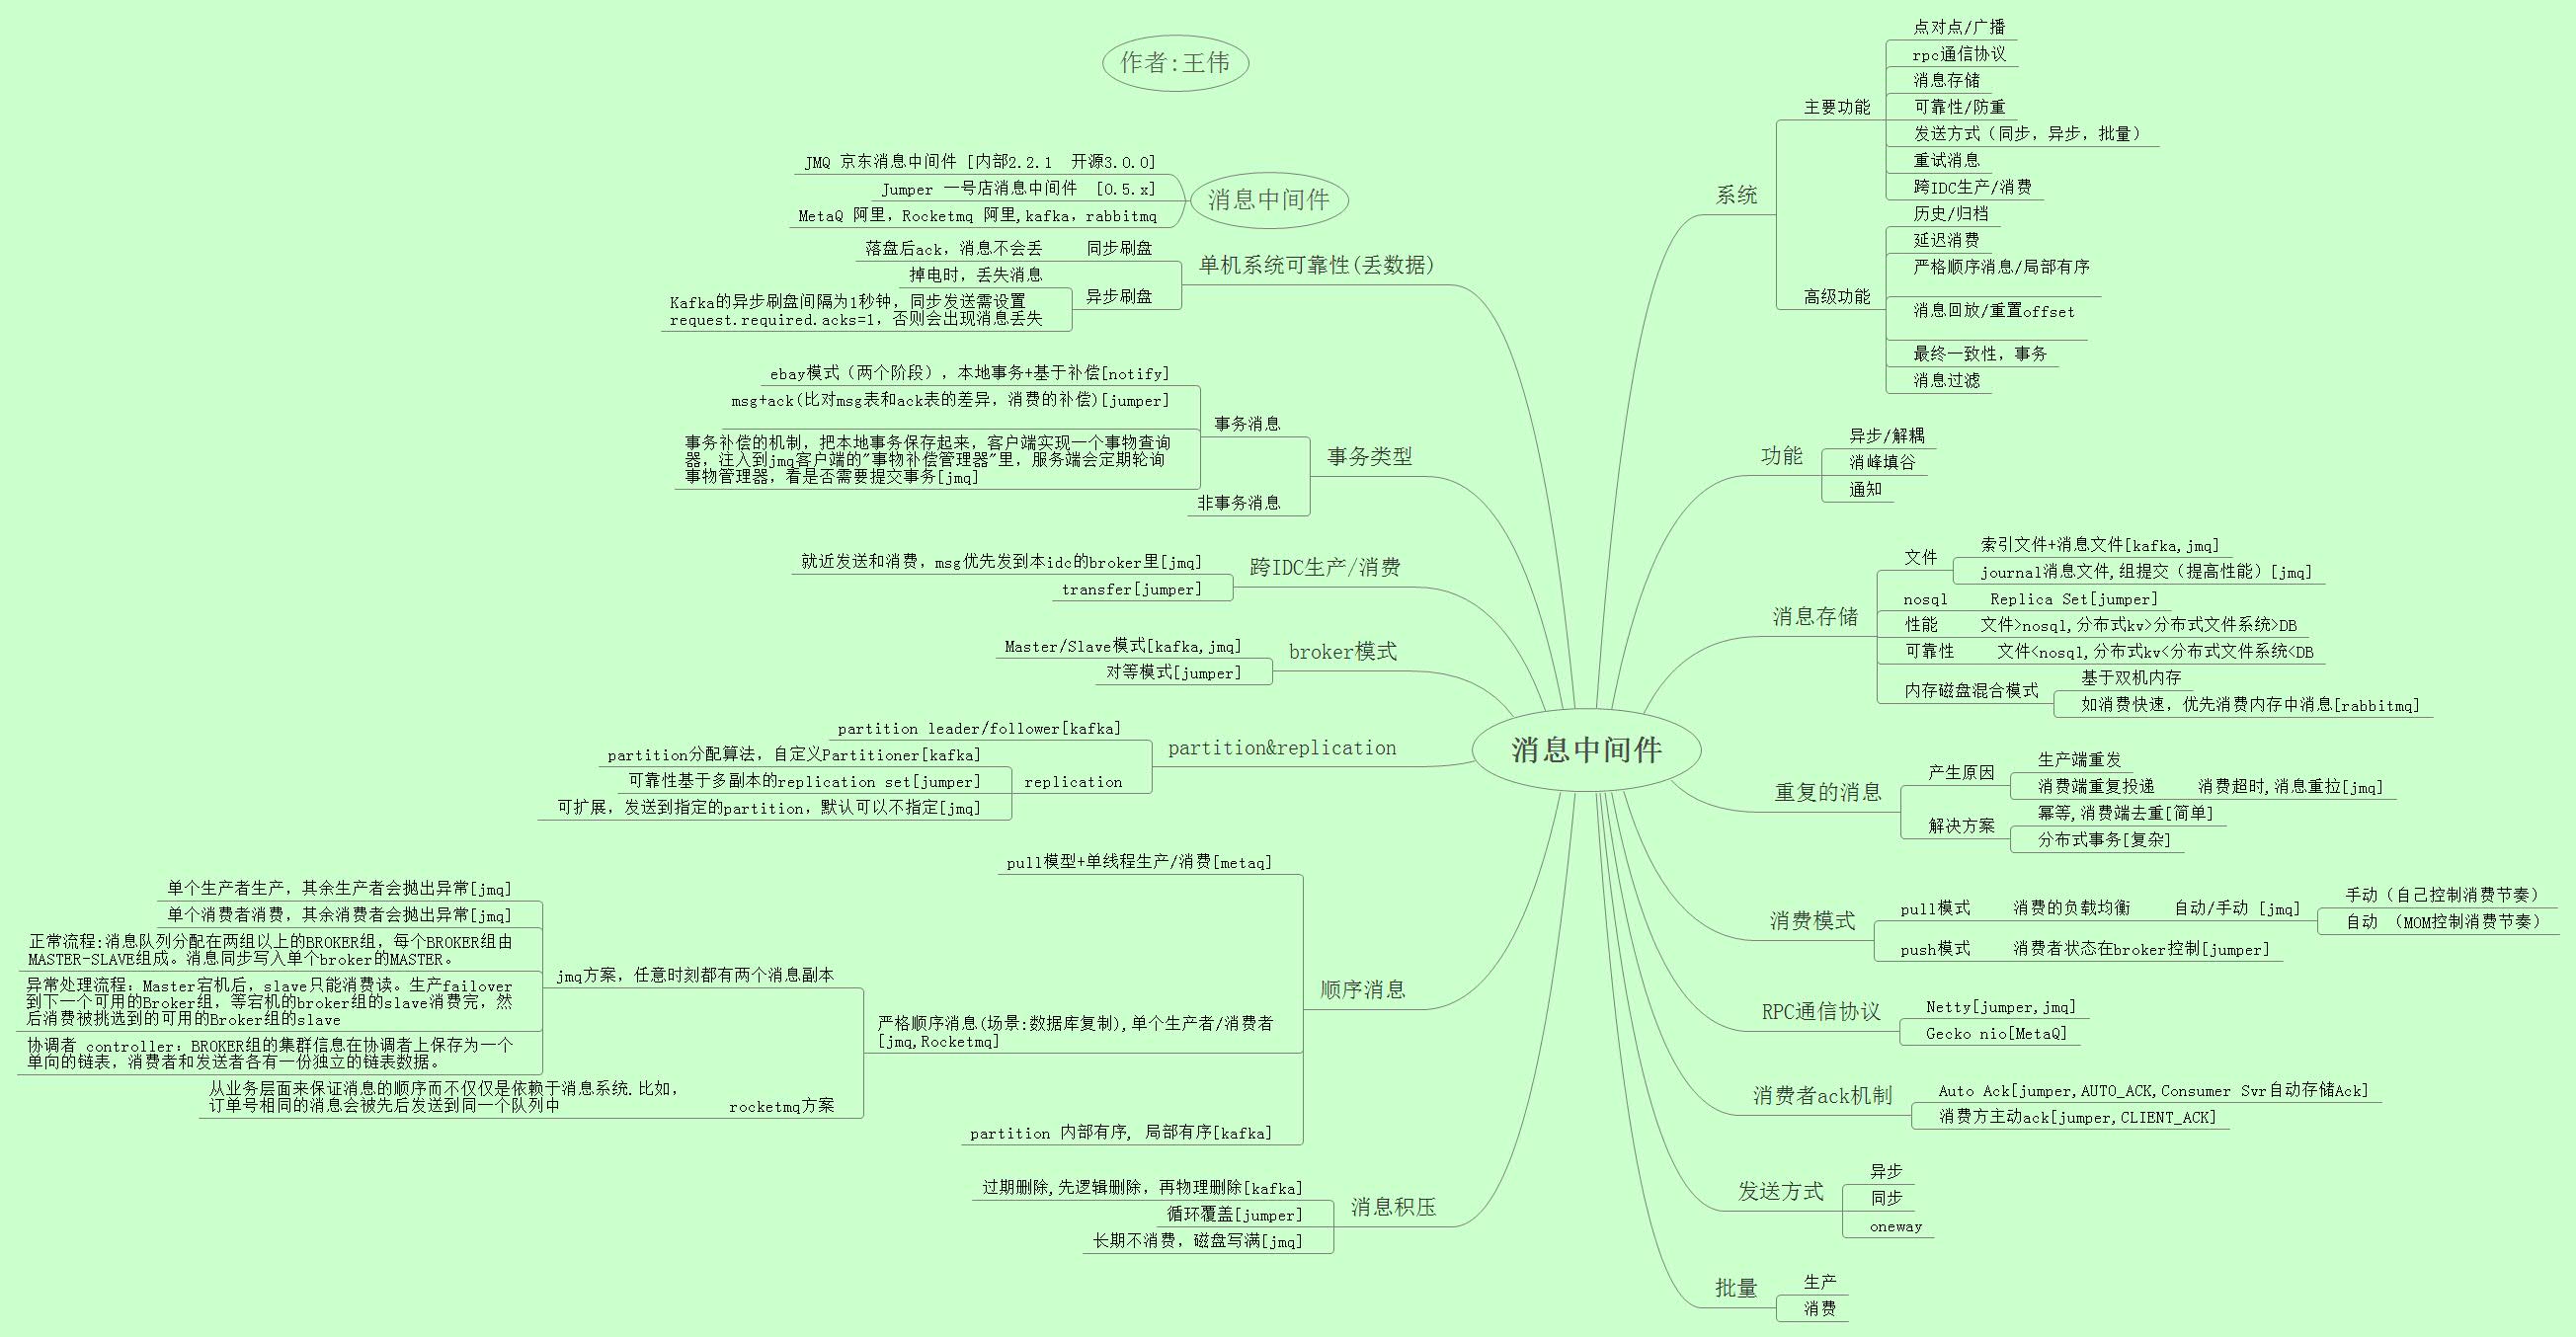 作者:王伟
消息中间件
JMQ 京东消息中间件 [内部2.2.1  开源3.0.0]
Jumper 一号店消息中间件  [0.5.x]
MetaQ 阿里，Rocketmq 阿里,kafka，rabbitmq
单机系统可靠性(丢数据)
同步刷盘
落盘后ack，消息不会丢
异步刷盘
掉电时，丢失消息
Kafka的异步刷盘间隔为1秒钟，同步发送需设置
request.required.acks=1，否则会出现消息丢失
事务类型
事务消息
ebay模式（两个阶段），本地事务+基于补偿[notify]
msg+ack(比对msg表和ack表的差异，消费的补偿)[jumper]
事务补偿的机制，把本地事务保存起来，客户端实现一个事物查询
器，注入到jmq客户端的"事物补偿管理器"里，服务端会定期轮询
事物管理器，看是否需要提交事务[jmq]
非事务消息
跨IDC生产/消费
就近发送和消费，msg优先发到本idc的broker里[jmq]
transfer[jumper]
broker模式
Master/Slave模式[kafka,jmq]
对等模式[jumper]
partition&replication
partition leader/follower[kafka]
replication
partition分配算法，自定义Partitioner[kafka]
可靠性基于多副本的replication set[jumper]
可扩展，发送到指定的partition，默认可以不指定[jmq]
顺序消息
pull模型+单线程生产/消费[metaq]
严格顺序消息(场景:数据库复制),单个生产者/消费者
[jmq,Rocketmq]
jmq方案，任意时刻都有两个消息副本
单个生产者生产，其余生产者会抛出异常[jmq]
单个消费者消费，其余消费者会抛出异常[jmq]
正常流程:消息队列分配在两组以上的BROKER组，每个BROKER组由
MASTER-SLAVE组成。消息同步写入单个broker的MASTER。
异常处理流程：Master宕机后，slave只能消费读。生产failover
到下一个可用的Broker组，等宕机的broker组的slave消费完，然
后消费被挑选到的可用的Broker组的slave
协调者 controller：BROKER组的集群信息在协调者上保存为一个
单向的链表，消费者和发送者各有一份独立的链表数据。
rocketmq方案
从业务层面来保证消息的顺序而不仅仅是依赖于消息系统.比如，
订单号相同的消息会被先后发送到同一个队列中
partition 内部有序, 局部有序[kafka]
消息积压
过期删除,先逻辑删除，再物理删除[kafka]
循环覆盖[jumper]
长期不消费，磁盘写满[jmq]
消息中间件
系统
主要功能
点对点/广播
rpc通信协议
消息存储
可靠性/防重
发送方式（同步，异步，批量）
重试消息
跨IDC生产/消费
高级功能
历史/归档
延迟消费
严格顺序消息/局部有序
消息回放/重置offset
最终一致性，事务
消息过滤
功能
异步/解耦
消峰填谷
通知
消息存储
文件
索引文件+消息文件[kafka,jmq]
journal消息文件,组提交（提高性能）[jmq]
nosql  Replica Set[jumper]
性能  文件>nosql,分布式kv>分布式文件系统>DB
可靠性  文件<nosql,分布式kv<分布式文件系统<DB
内存磁盘混合模式
基于双机内存
如消费快速，优先消费内存中消息[rabbitmq]
重复的消息
产生原因
生产端重发
消费端重复投递  消费超时,消息重拉[jmq]
解决方案
幂等,消费端去重[简单]
分布式事务[复杂]
消费模式
pull模式  消费的负载均衡  自动/手动 [jmq]
手动（自己控制消费节奏）
自动 （MOM控制消费节奏）
push模式  消费者状态在broker控制[jumper]
RPC通信协议
Netty[jumper,jmq]
Gecko nio[MetaQ]
消费者ack机制
Auto Ack[jumper,AUTO_ACK,Consumer Svr自动存储Ack]
消费方主动ack[jumper,CLIENT_ACK]
发送方式
异步
同步
oneway
批量
生产
消费